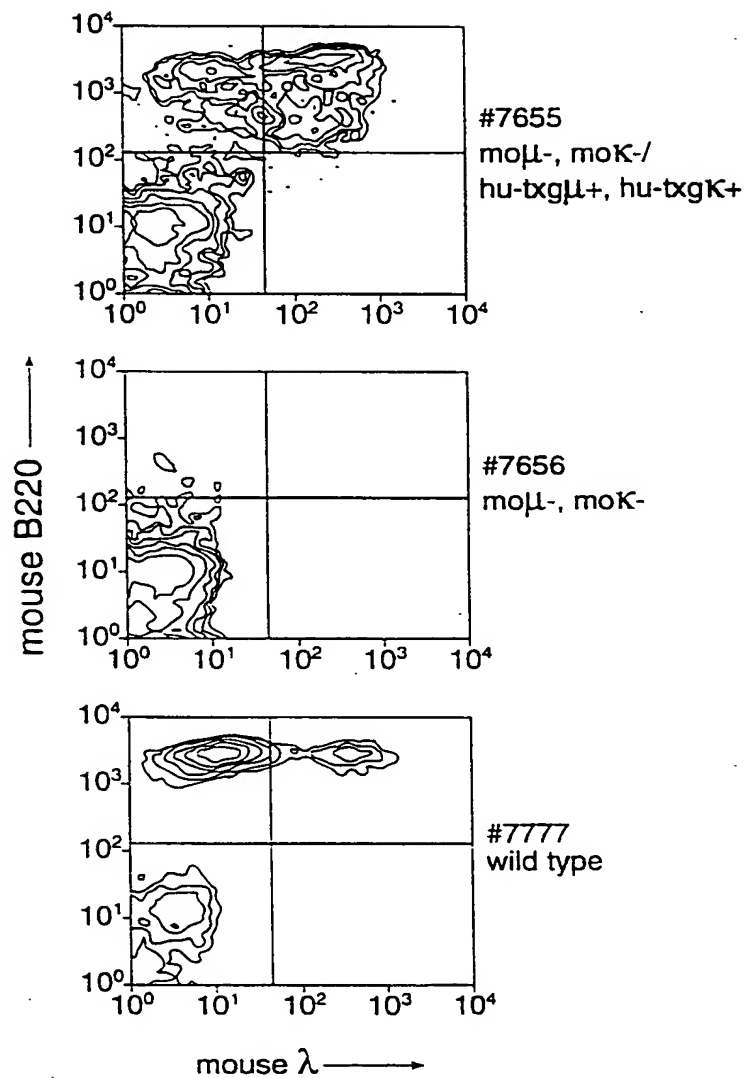 mouse B220
10⁴
10³
10²
10¹
10⁰
10⁰ 10¹ 10² 10³ 10⁴
#7655
moμ-, moκ-/
hu-txgμ+, hu-txgκ+
10⁴
10³
10²
10¹
10⁰
10⁰ 10¹ 10² 10³ 10⁴
#7656
moμ-, moκ-
10⁴
10³
10²
10¹
10⁰
10⁰ 10¹ 10² 10³ 10⁴
#7777
wild type
mouse λ